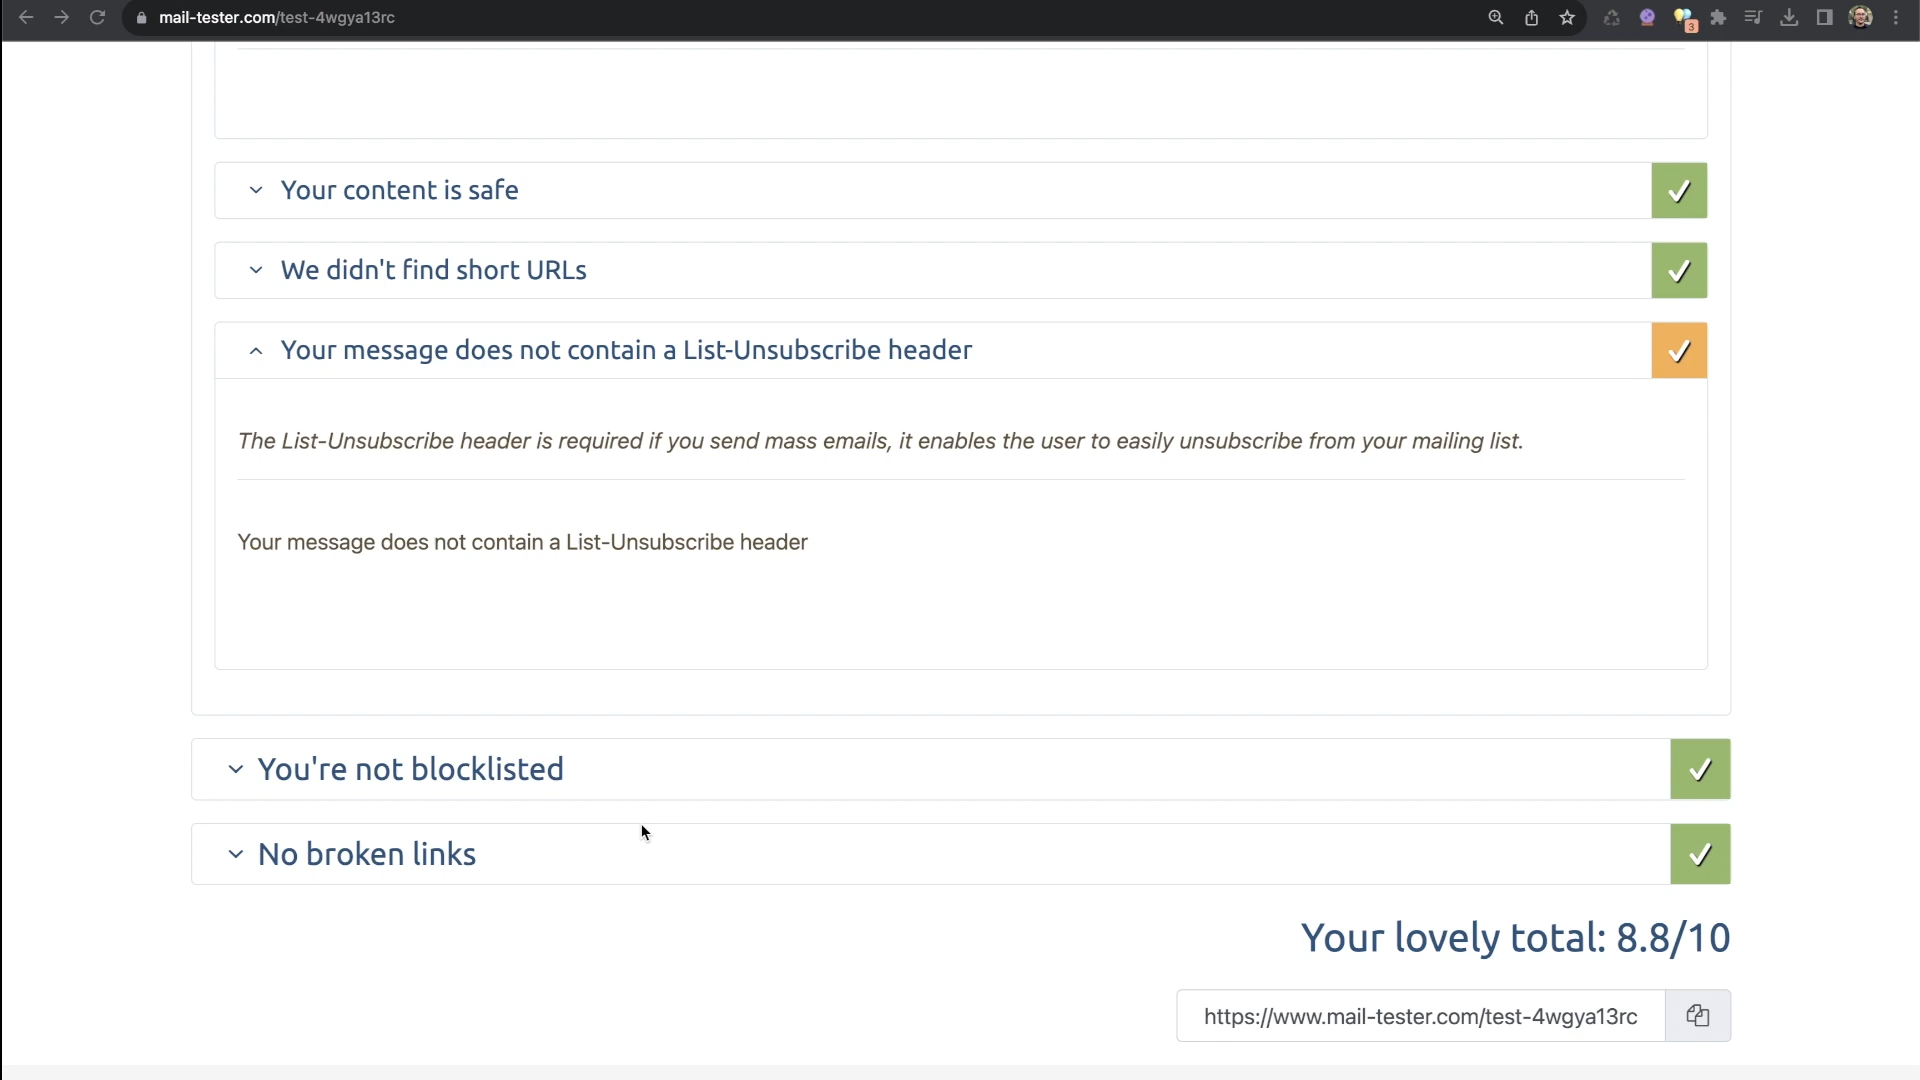 mail-tester.com/test-4wgya13rc
3
Your content is safe
We didn't find short URLs
Your message does not contain a List-Unsubscribe header
The List-Unsubscribe header is required if you send mass emails, it enables the user to easily unsubscribe from your mailing list.
Your message does not contain a List-Unsubscribe header
You're not blocklisted
No broken links
Your lovely total: 8.8/10
https://www.mail-tester.com/test-4wgya13rc